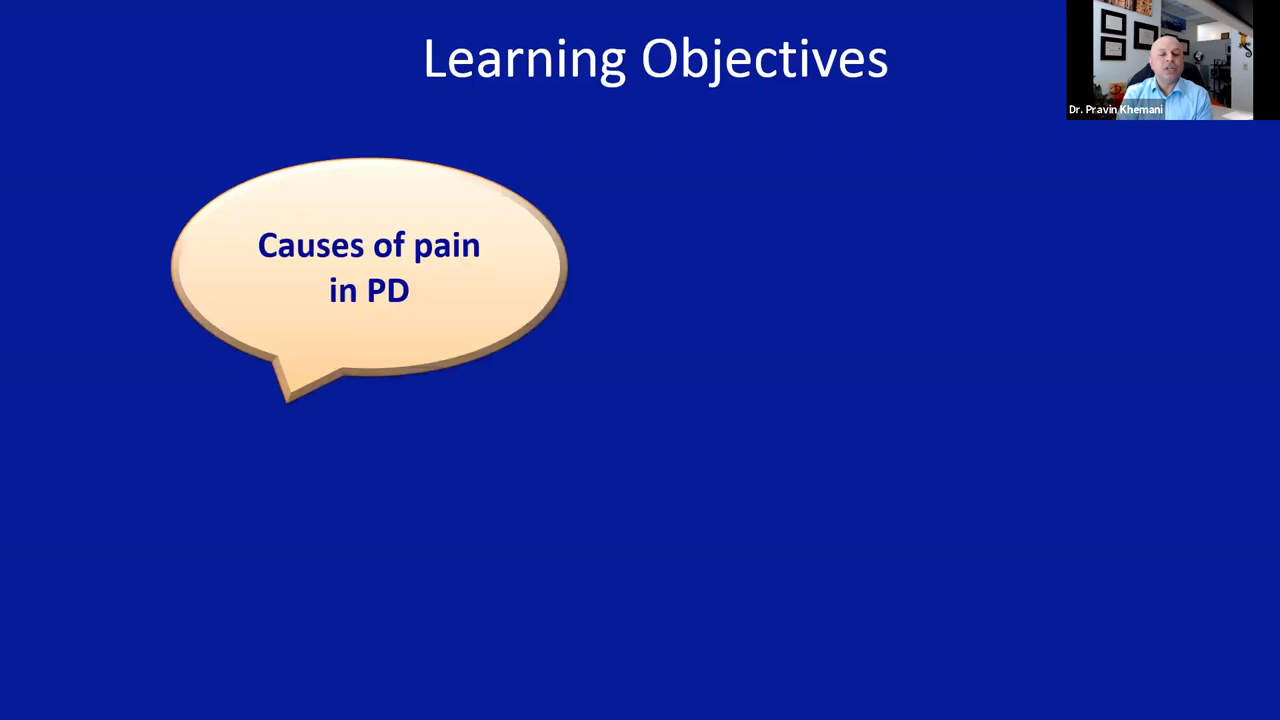 Learning Objectives
Dr. Pravin Khemani
Causes of pain
in PD